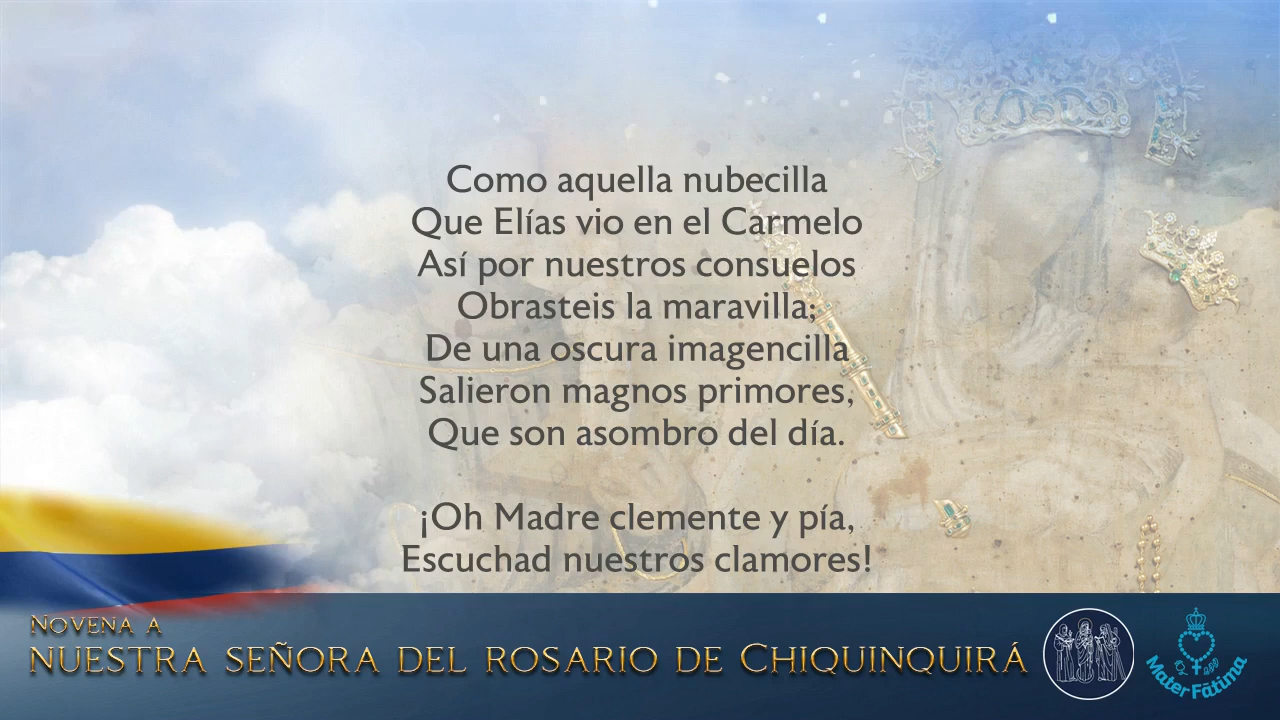 Como aquella nubecilla
Que Elías vio en el Carmelo
Así por nuestros consuelos
Obrasteis la maravilla;
De una oscura imagencilla
Salieron magnos primores,
Que son asombro del día.
¡Oh Madre clemente y pía,
Escuchad nuestros clamores!
Novena a
nuestra señora del rosario de Chiquinquirá
Mater Fātima